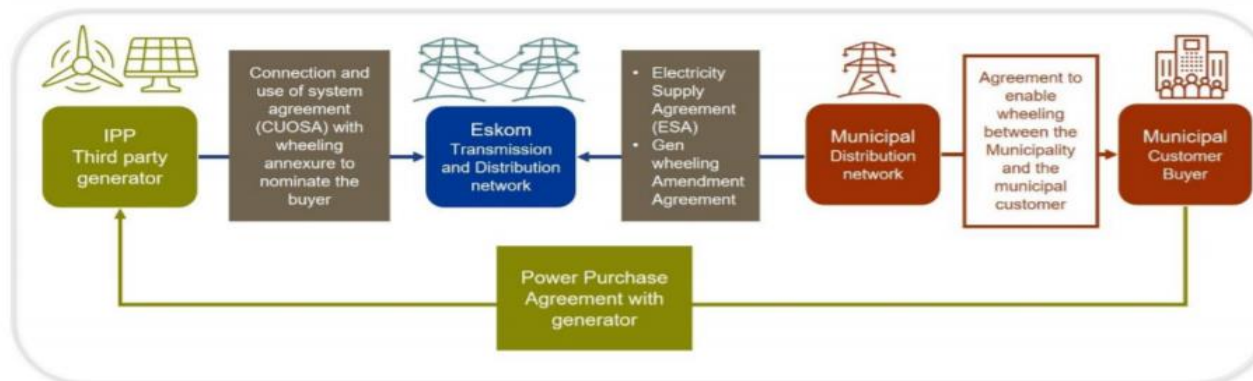 IPP
Third party
generator
Connection and
use of system
agreement
(CUOSA) with
wheeling
annexure to
nominate the
buyer
Eskom
Transmission
and Distribution
network
• Electricity
Supply
Agreement
(ESA)
• Gen
wheeling
Amendment
Agreement
Municipal
Distribution
network
Agreement to
enable
wheeling
between the
Municipality
and the
municipal
customer
Municipal
Customer
Buyer
Power Purchase
Agreement with
generator